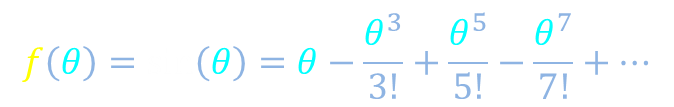 f(θ) = (θ) = θ − θ³/3! + θ⁵/5! − θ⁷/7! + ⋯